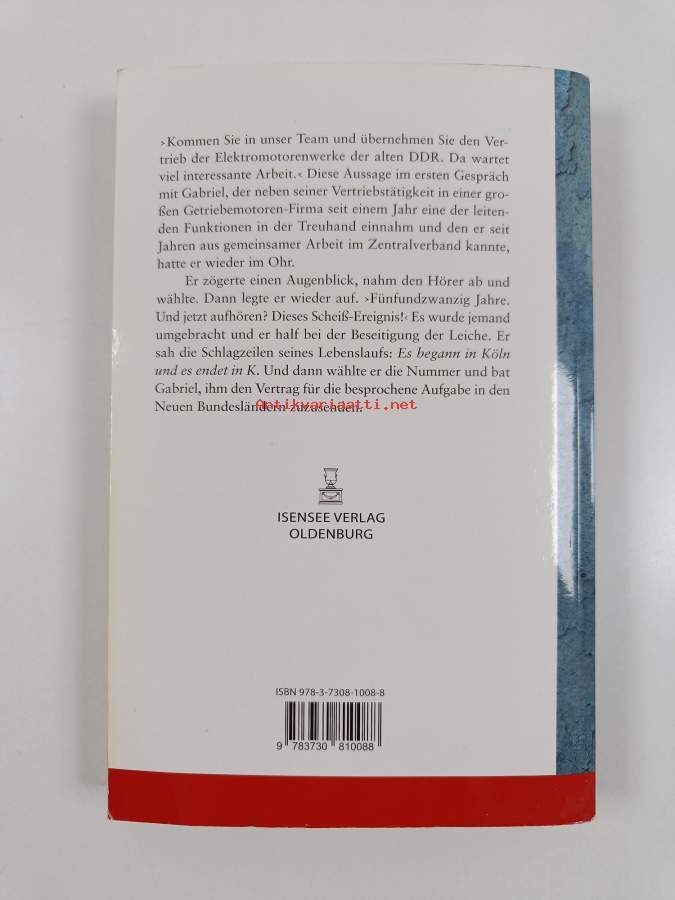 ›Kommen Sie in unser Team und übernehmen Sie den Ver-
trieb der Elektromotorenwerke der alten DDR. Da wartet
viel interessante Arbeit.‹ Diese Aussage im ersten Gespräch
mit Gabriel, der neben seiner Vertriebstätigkeit in einer gro-
ßen Getriebemotoren-Firma seit einem Jahr eine der leiten-
den Funktionen in der Treuhand einnahm und den er seit
Jahren aus gemeinsamer Arbeit im Zentralverband kannte,
hatte er wieder im Ohr.
Er zögerte einen Augenblick, nahm den Hörer ab und
wählte. Dann legte er wieder auf. ›Fünfundzwanzig Jahre.
Und jetzt aufhören? Dieses Scheiß-Ereignis!‹ Es wurde jemand
umgebracht und er half bei der Beseitigung der Leiche. Er
sah die Schlagzeilen seines Lebenslaufs: Es begann in Köln
und es endet in K. Und dann wählte er die Nummer und bat
Gabriel, ihm den Vertrag für die besprochene Aufgabe in den
Neuen Bundesländern zuzusenden.
Antikvariaatti.net
ISENSEE VERLAG
OLDENBURG
ISBN 978-3-7308-1008-8
9 783730 810088